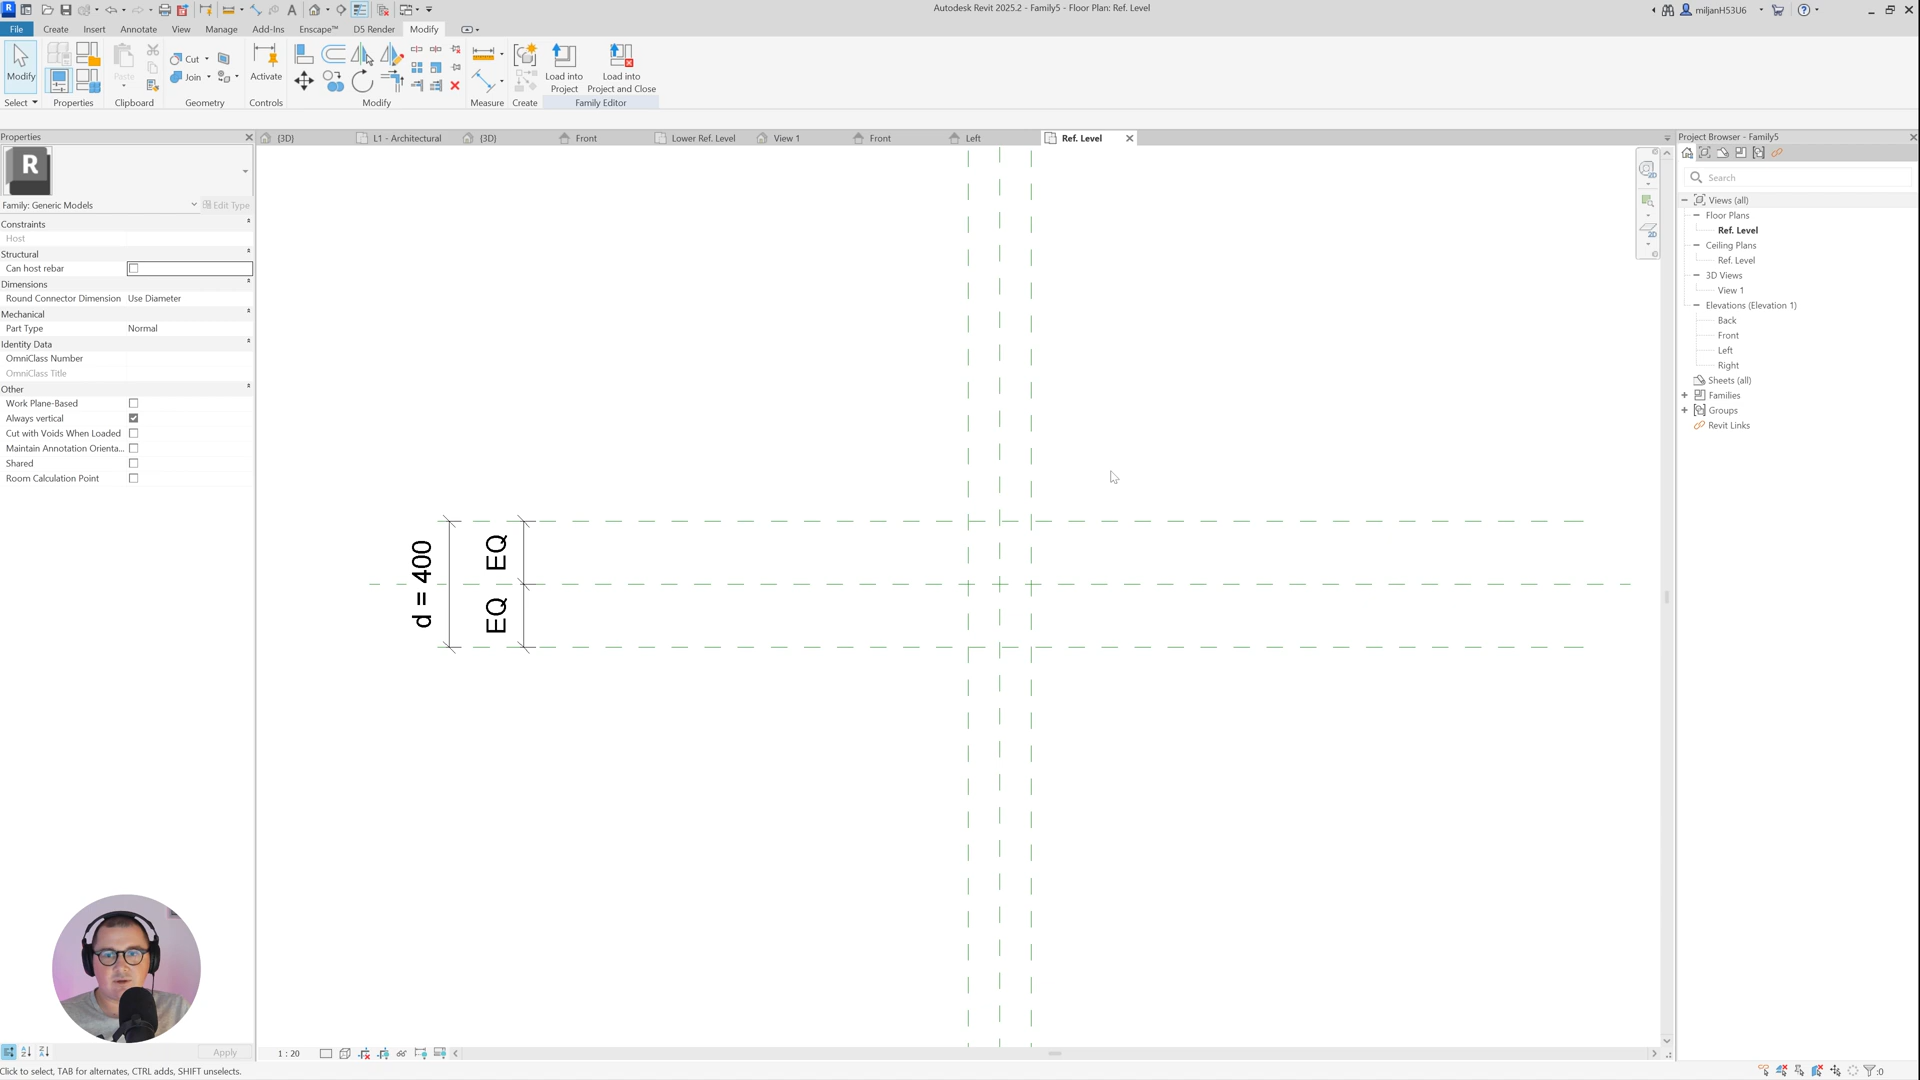 Autodesk Revit 2025.2 - Family5 - Floor Plan: Ref. Level
miljanH53U6
File Create Insert Annotate View Manage Add-Ins Enscape™ D5 Render Modify
Modify
Select
Properties
Paste
Clipboard
Cut
Join
Geometry
Activate
Controls
Modify
Measure
Create
Load into Project
Load into Project and Close
Family Editor
Properties
R
Family: Generic Models
Edit Type
Constraints
Host
Structural
Can host rebar
Dimensions
Round Connector Dimension Use Diameter
Mechanical
Part Type Normal
Identity Data
OmniClass Number
OmniClass Title
Other
Work Plane-Based
Always vertical
Cut with Voids When Loaded
Maintain Annotation Orienta...
Shared
Room Calculation Point
Apply
{3D} L1 - Architectural {3D} Front Lower Ref. Level View 1 Front Left Ref. Level
d = 400
EQ
EQ
2D
2D
1 : 20
Project Browser - Family5
Search
Views (all)
Floor Plans
Ref. Level
Ceiling Plans
Ref. Level
3D Views
View 1
Elevations (Elevation 1)
Back
Front
Left
Right
Sheets (all)
Families
Groups
Revit Links
Click to select, TAB for alternates, CTRL adds, SHIFT unselects.
:0